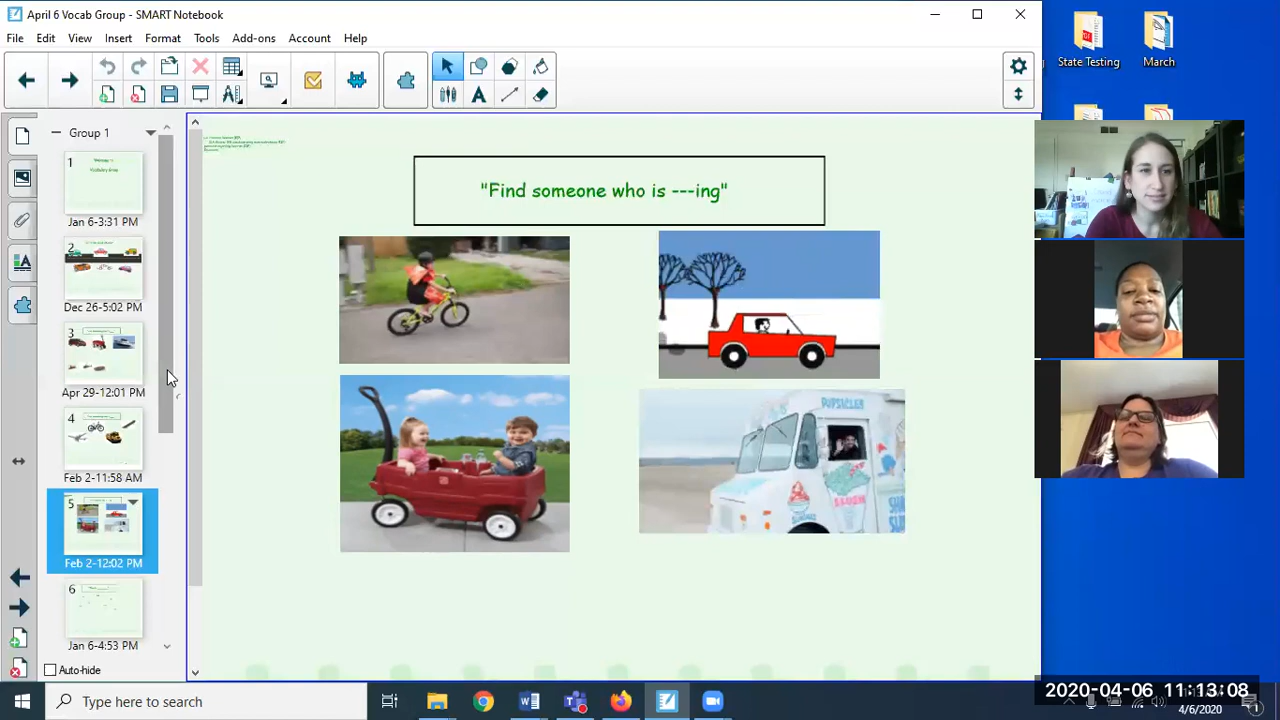 April 6 Vocab Group - SMART Notebook
File Edit View Insert Format Tools Add-ons Account Help
State Testing
March
Group 1
1
Jan 6-3:31 PM
2
Dec 26-5:02 PM
3
Apr 29-12:01 PM
4
Feb 2-11:58 AM
5
Feb 2-12:02 PM
6
Jan 6-4:53 PM
Auto-hide
"Find someone who is ---ing"
POPSICLES
SLUSH
Type here to search
2020-04-06 11:13:08
4/6/2020